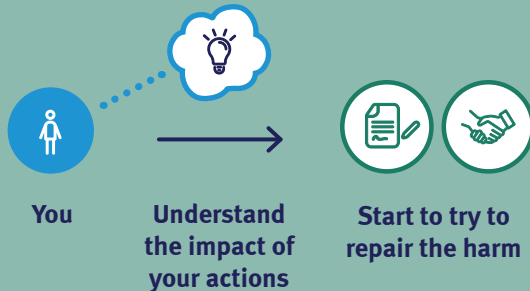 You
Understand
the impact of
your actions
Start to try to
repair the harm